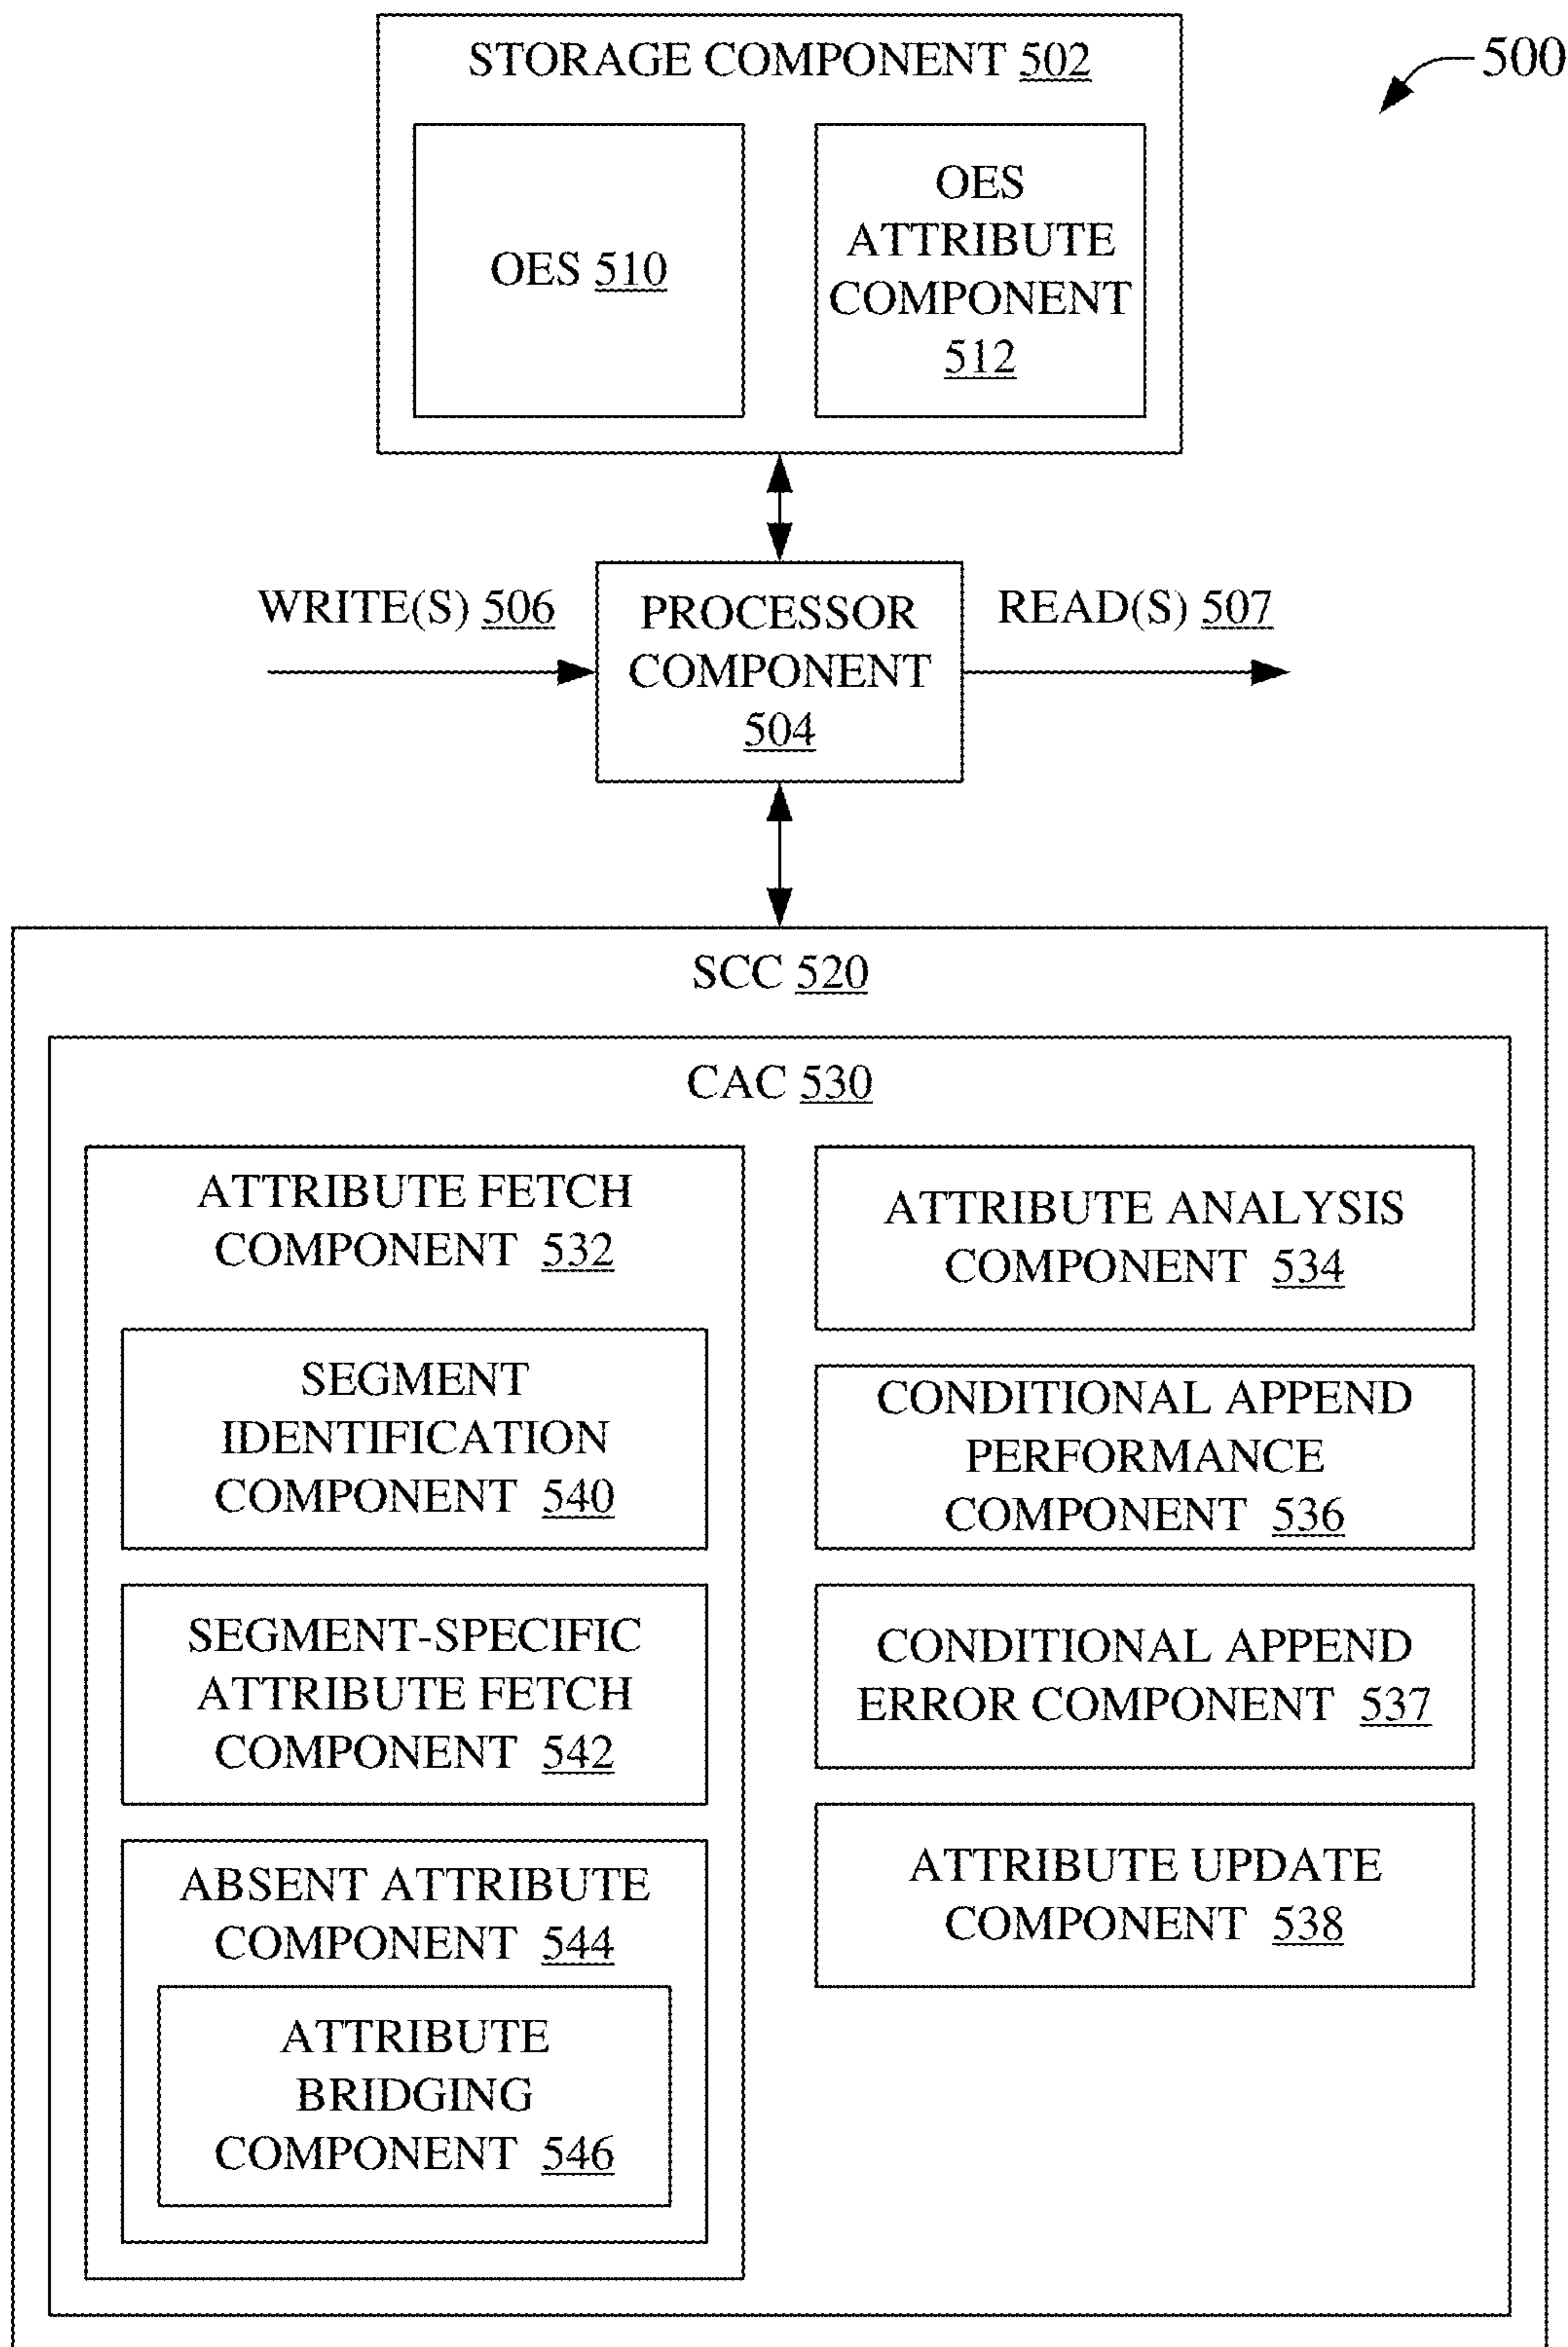 STORAGE COMPONENT 502
500
OES 510
OES
ATTRIBUTE
COMPONENT
512
WRITE(S) 506
PROCESSOR
COMPONENT
504
READ(S) 507
SCC 520
CAC 530
ATTRIBUTE FETCH
COMPONENT 532
SEGMENT
IDENTIFICATION
COMPONENT 540
SEGMENT-SPECIFIC
ATTRIBUTE FETCH
COMPONENT 542
ABSENT ATTRIBUTE
COMPONENT 544
ATTRIBUTE
BRIDGING
COMPONENT 546
ATTRIBUTE ANALYSIS
COMPONENT 534
CONDITIONAL APPEND
PERFORMANCE
COMPONENT 536
CONDITIONAL APPEND
ERROR COMPONENT 537
ATTRIBUTE UPDATE
COMPONENT 538